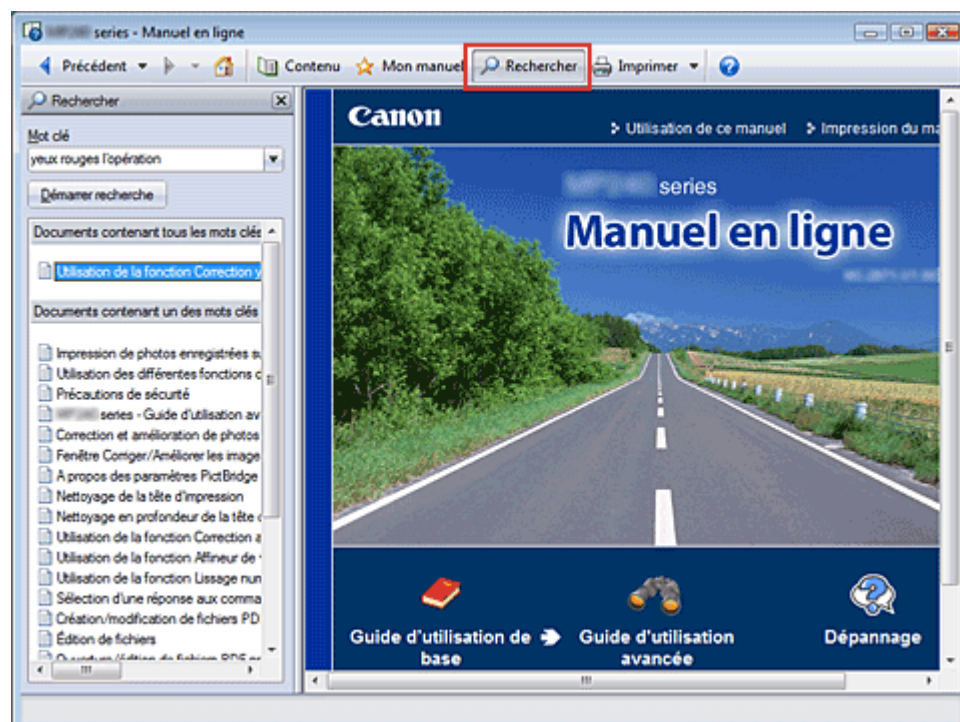 series - Manuel en ligne
Précédent
Contenu
Mon manuel
Rechercher
Imprimer
Rechercher
Mot clé
yeux rouges l'opération
Démarrer recherche
Documents contenant tous les mots clés
Utilisation de la fonction Correction y
Documents contenant un des mots clés
Impression de photos enregistrées su
Utilisation des différentes fonctions d
Précautions de sécurité
series - Guide d'utilisation av
Correction et amélioration de photos
Fenêtre Corriger/Améliorer les image
A propos des paramètres PictBridge
Nettoyage de la tête d'impression
Nettoyage en profondeur de la tête d
Utilisation de la fonction Correction a
Utilisation de la fonction Affineur de
Utilisation de la fonction Lissage num
Sélection d'une réponse aux comma
Création/modification de fichiers PD
Édition de fichiers
Canon
Utilisation de ce manuel
Impression du ma
series
Manuel en ligne
Guide d'utilisation de
base
Guide d'utilisation
avancée
Dépannage